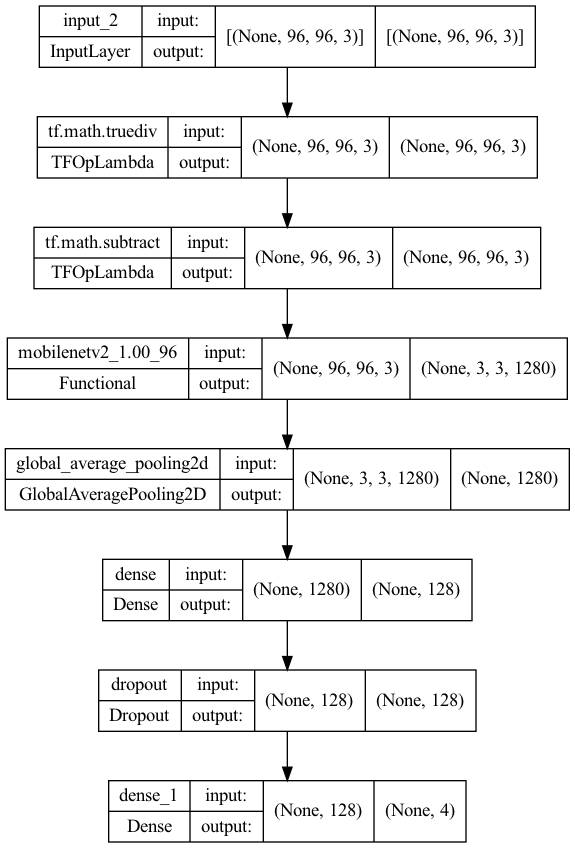 input_2 input: [(None, 96, 96, 3)] [(None, 96, 96, 3)]
InputLayer output:
tf.math.truediv input: (None, 96, 96, 3) (None, 96, 96, 3)
TFOpLambda output:
tf.math.subtract input: (None, 96, 96, 3) (None, 96, 96, 3)
TFOpLambda output:
mobilenetv2_1.00_96 input: (None, 96, 96, 3) (None, 3, 3, 1280)
Functional output:
global_average_pooling2d input: (None, 3, 3, 1280) (None, 1280)
GlobalAveragePooling2D output:
dense input: (None, 1280) (None, 128)
Dense output:
dropout input: (None, 128) (None, 128)
Dropout output:
dense_1 input: (None, 128) (None, 4)
Dense output: